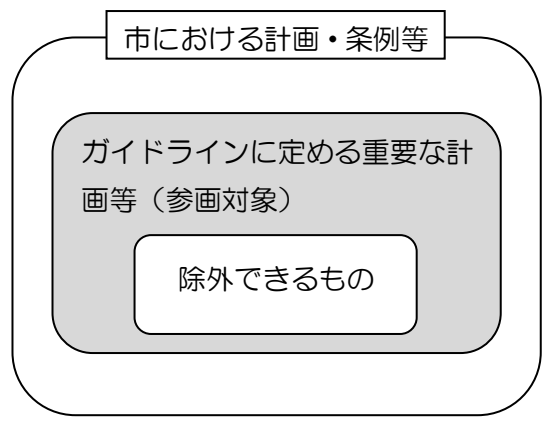 市における計画・条例等
ガイドラインに定める重要な計
画等（参画対象）
除外できるもの